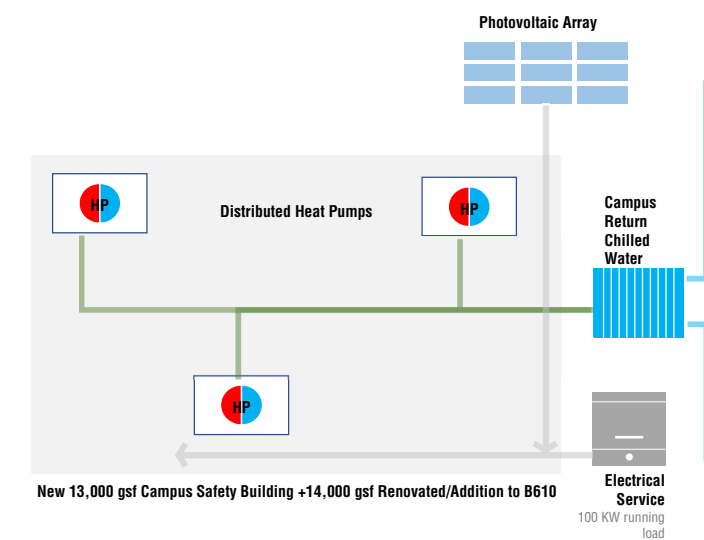 Photovoltaic Array
HP
Distributed Heat Pumps
HP
Campus
Return
Chilled
Water
HP
New 13,000 gsf Campus Safety Building +14,000 gsf Renovated/Addition to B610
Electrical
Service
100 KW running
load